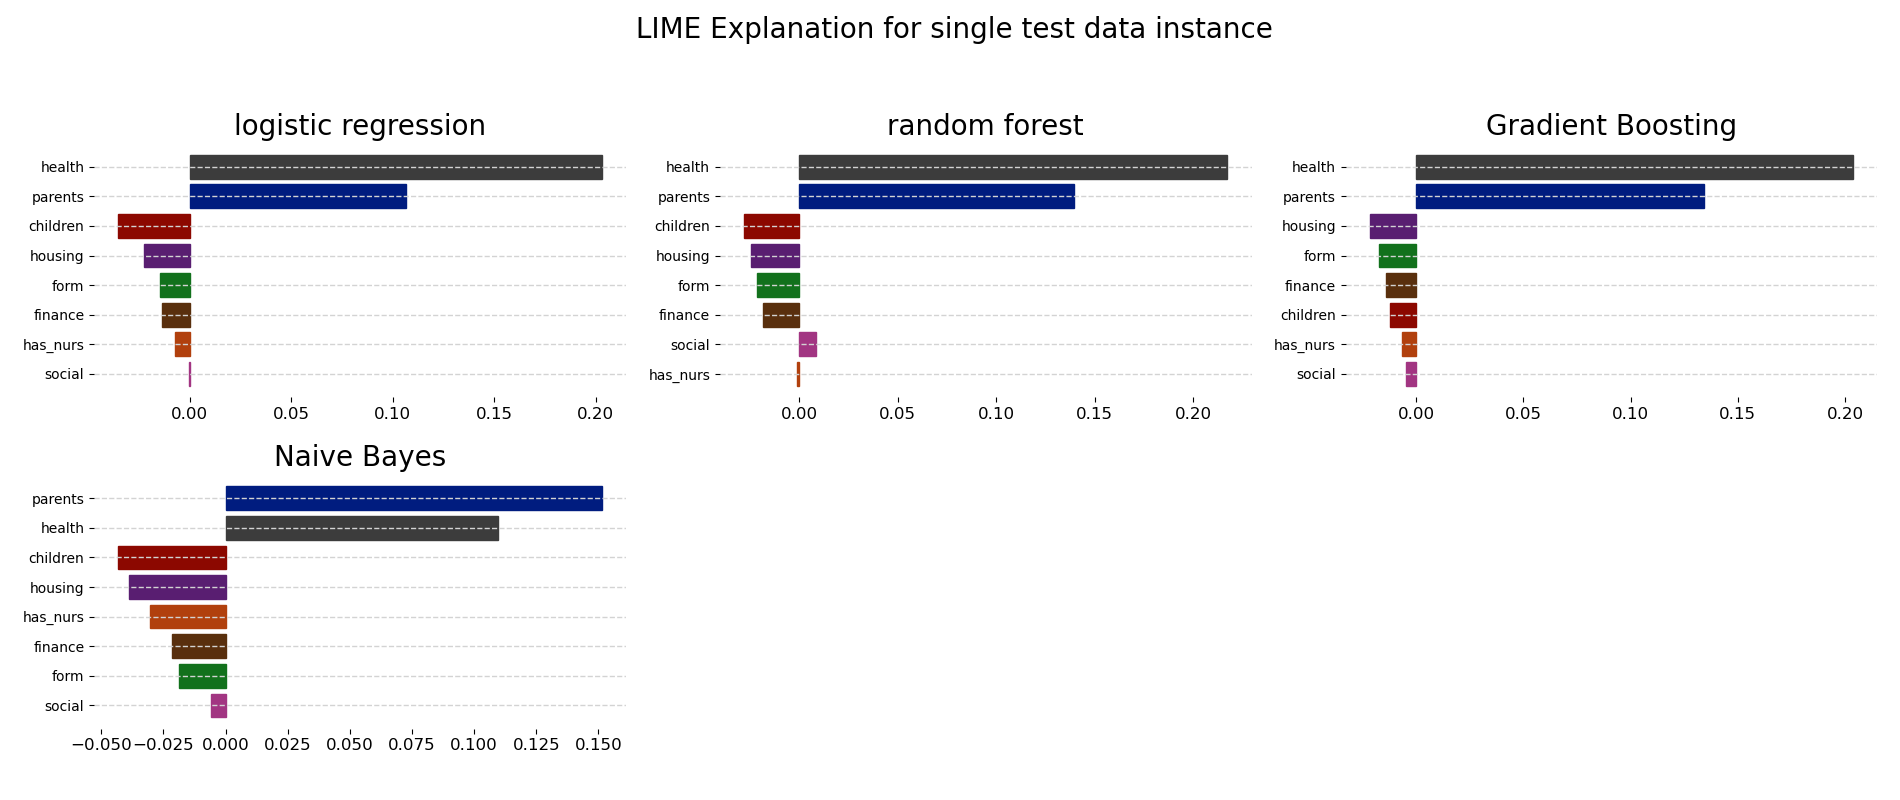 LIME Explanation for single test data instance
logistic regression
health
parents
children
housing
form
finance
has_nurs
social
0.00 0.05 0.10 0.15 0.20
random forest
health
parents
children
housing
form
finance
social
has_nurs
0.00 0.05 0.10 0.15 0.20
Gradient Boosting
health
parents
housing
form
finance
children
has_nurs
social
0.00 0.05 0.10 0.15 0.20
Naive Bayes
parents
health
children
housing
has_nurs
finance
form
social
−0.050 −0.025 0.000 0.025 0.050 0.075 0.100 0.125 0.150